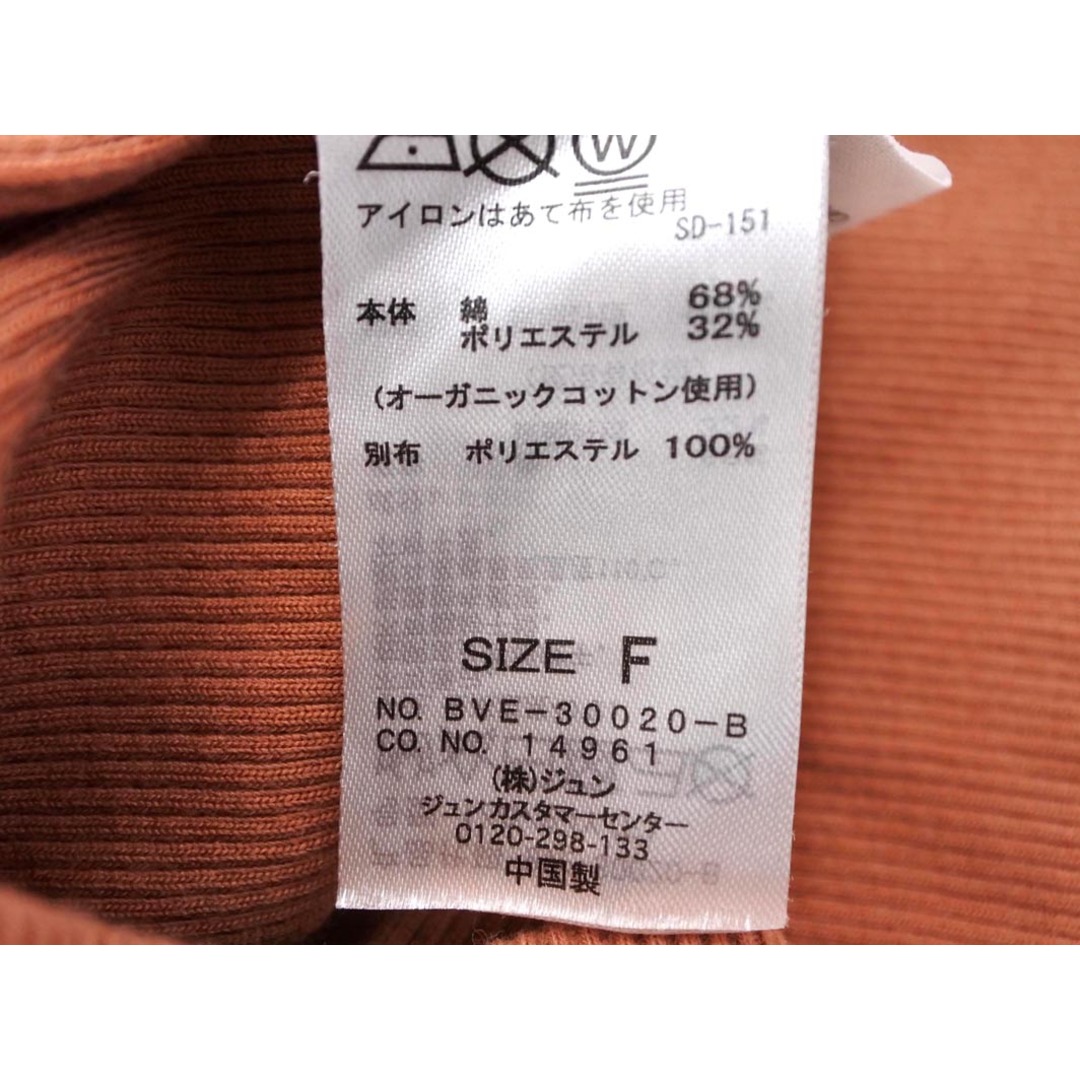 W
アイロンはあて布を使用
SD-151
本体 綿 68%
ポリエステル 32%
(オーガニックコットン使用)
別布 ポリエステル 100%
SIZE F
NO. BVE-30020-B
CO. NO. 14961
(株)ジュン
ジュンカスタマーセンター
0120-298-133
中国製